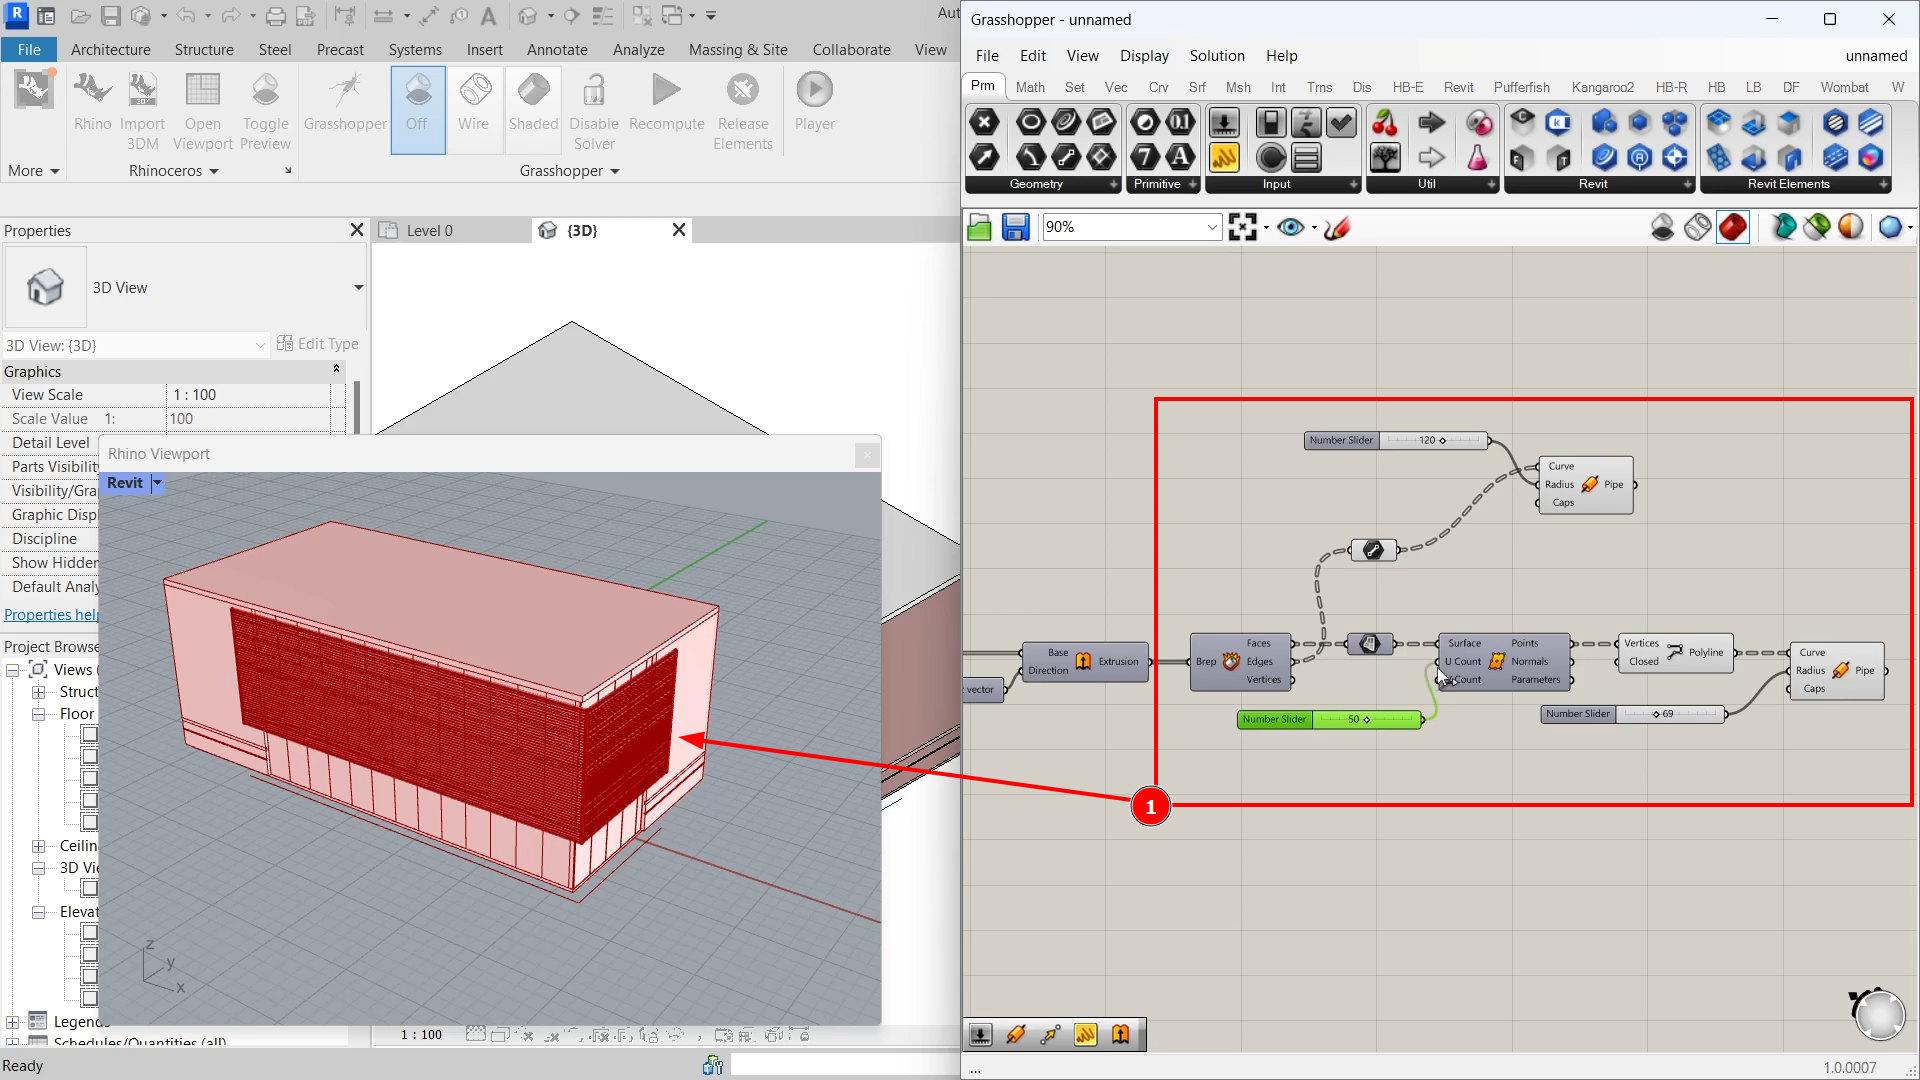 R
Aut
File Architecture Structure Steel Precast Systems Insert Annotate Analyze Massing & Site Collaborate View
Rhino
Import 3DM
Open Viewport
Toggle Preview
Grasshopper
Off
Wire
Shaded
Disable Solver
Recompute
Release Elements
Player
More
Rhinoceros
Grasshopper
Properties
Level 0
{3D}
3D View
3D View: {3D}
Edit Type
Graphics
View Scale 1 : 100
Scale Value 1: 100
Detail Level
Parts Visibilit
Visibility/Gra
Graphic Displ
Discipline
Show Hidden
Default Analy
Properties help
Project Browse
Views (
Struct
Floor
Ceilin
3D Vie
Elevat
Legends
Schedules/Quantities (all)
Rhino Viewport
Revit
z
y
x
1 : 100
Ready
Grasshopper - unnamed
File Edit View Display Solution Help
unnamed
Prm Math Set Vec Crv Srf Msh Int Trns Dis HB-E Revit Pufferfish Kangaroo2 HB-R HB LB DF Wombat W
Geometry
Primitive
Input
Util
Revit
Revit Elements
90%
Number Slider 120
Curve
Radius
Caps
Pipe
Base
Direction
Extrusion
vector
Brep
Faces
Edges
Vertices
Surface
U Count
Count
Points
Normals
Parameters
Vertices
Closed
Polyline
Curve
Radius
Caps
Pipe
Number Slider 50
Number Slider 69
1
...
1.0.0007